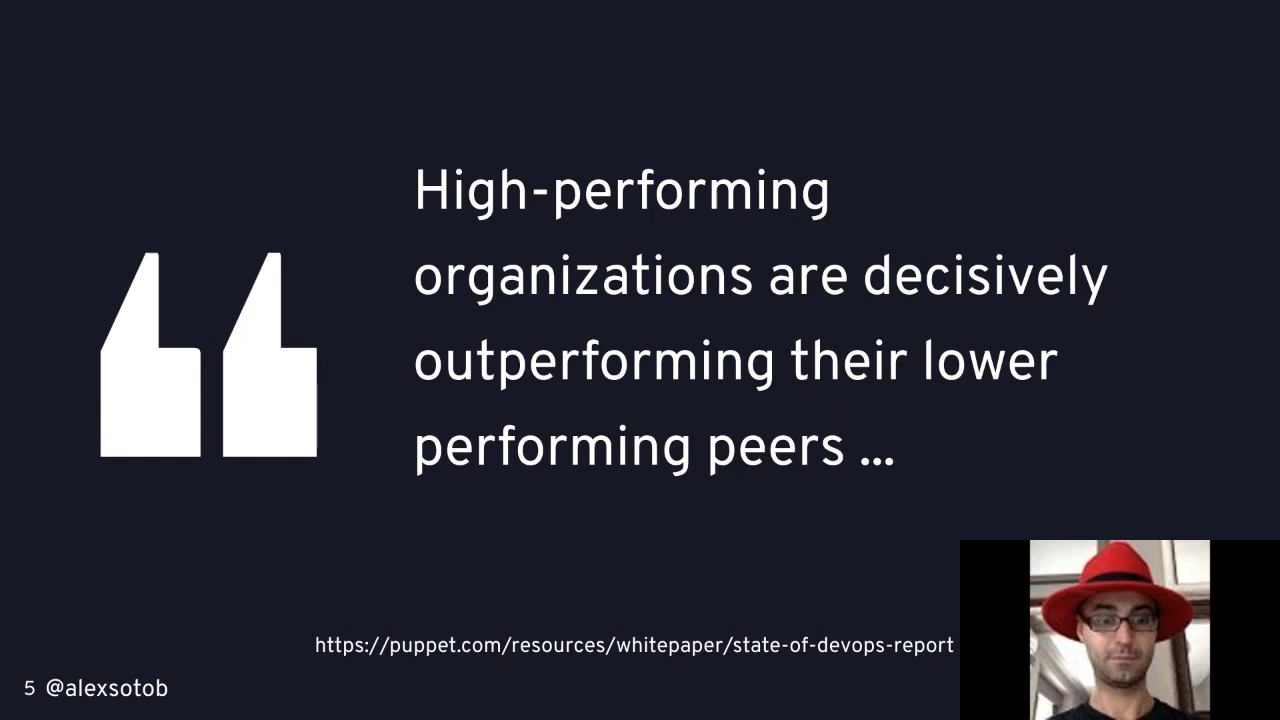 High-performing
organizations are decisively
outperforming their lower
performing peers ...
https://puppet.com/resources/whitepaper/state-of-devops-report
5 @alexsotob